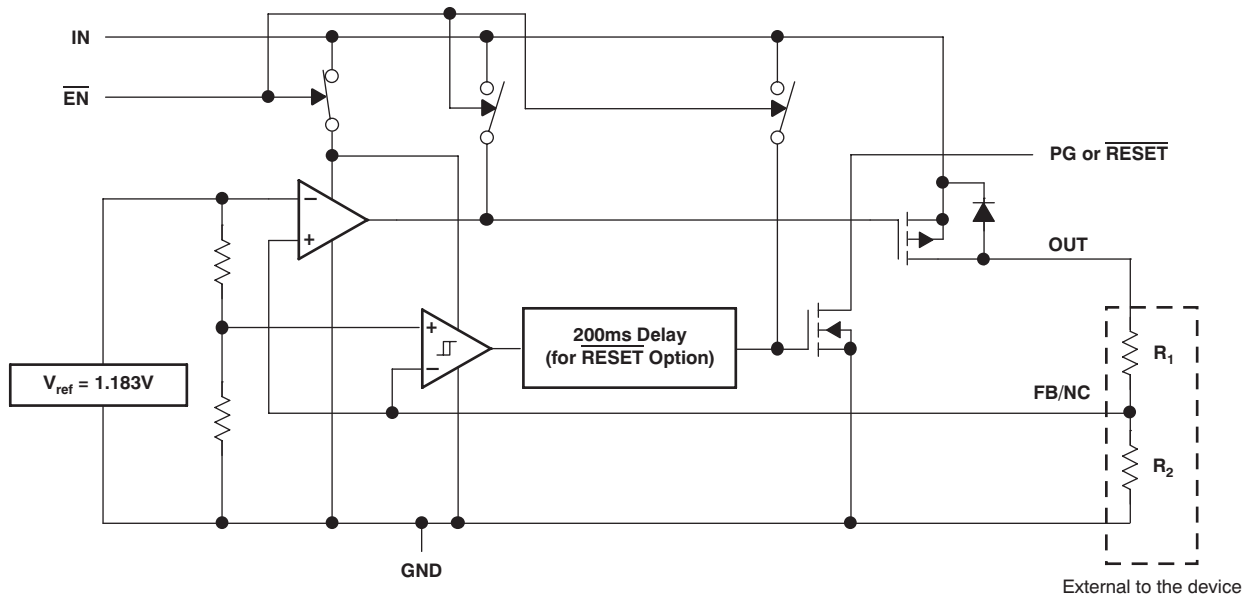 IN
EN
PG or RESET
OUT
−
+
+
−
200ms Delay
(for RESET Option)
R1
Vref = 1.183V
FB/NC
R2
GND
External to the device